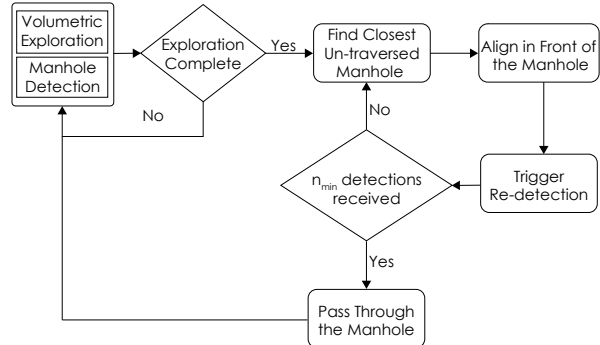 Volumetric
Exploration
Manhole
Detection
Exploration
Complete
Yes
No
Find Closest
Un-traversed
Manhole
Align in Front of
the Manhole
Trigger
Re-detection
n_min detections
received
No
Yes
Pass Through
the Manhole